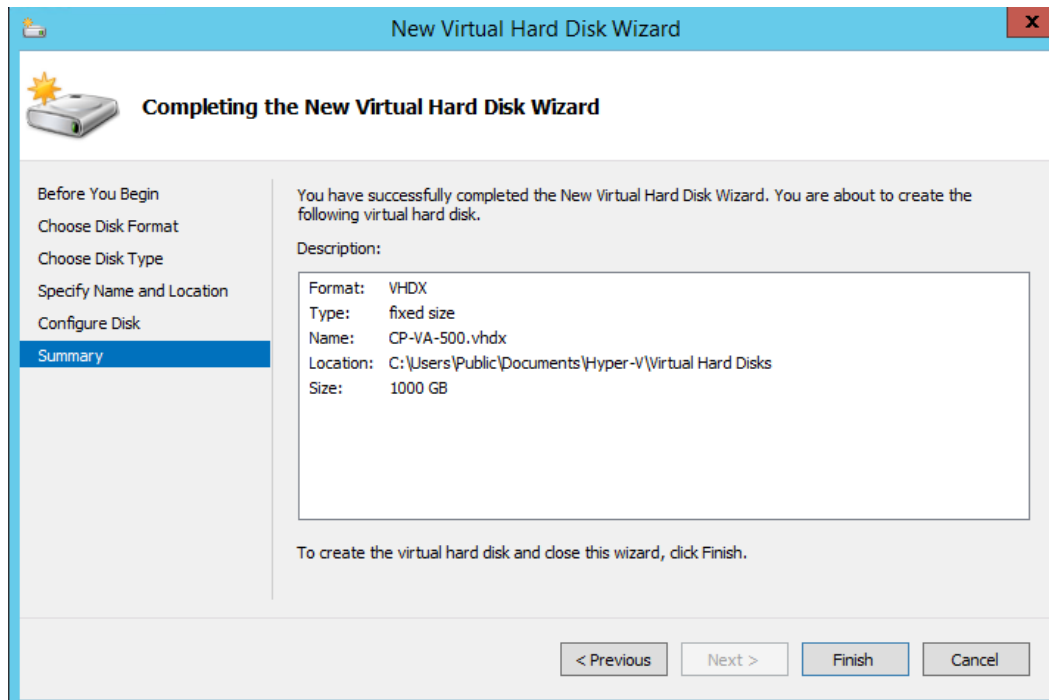 New Virtual Hard Disk Wizard
x
Completing the New Virtual Hard Disk Wizard
Before You Begin
Choose Disk Format
Choose Disk Type
Specify Name and Location
Configure Disk
Summary
You have successfully completed the New Virtual Hard Disk Wizard. You are about to create the
following virtual hard disk.
Description:
Format: VHDX
Type: fixed size
Name: CP-VA-500.vhdx
Location: C:\Users\Public\Documents\Hyper-V\Virtual Hard Disks
Size: 1000 GB
To create the virtual hard disk and close this wizard, click Finish.
< Previous Next > Finish Cancel